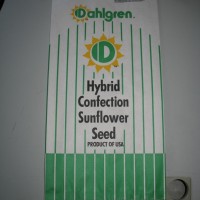 Dahlgren
D
Hybrid
Confection
Sunflower
Seed
PRODUCT OF USA